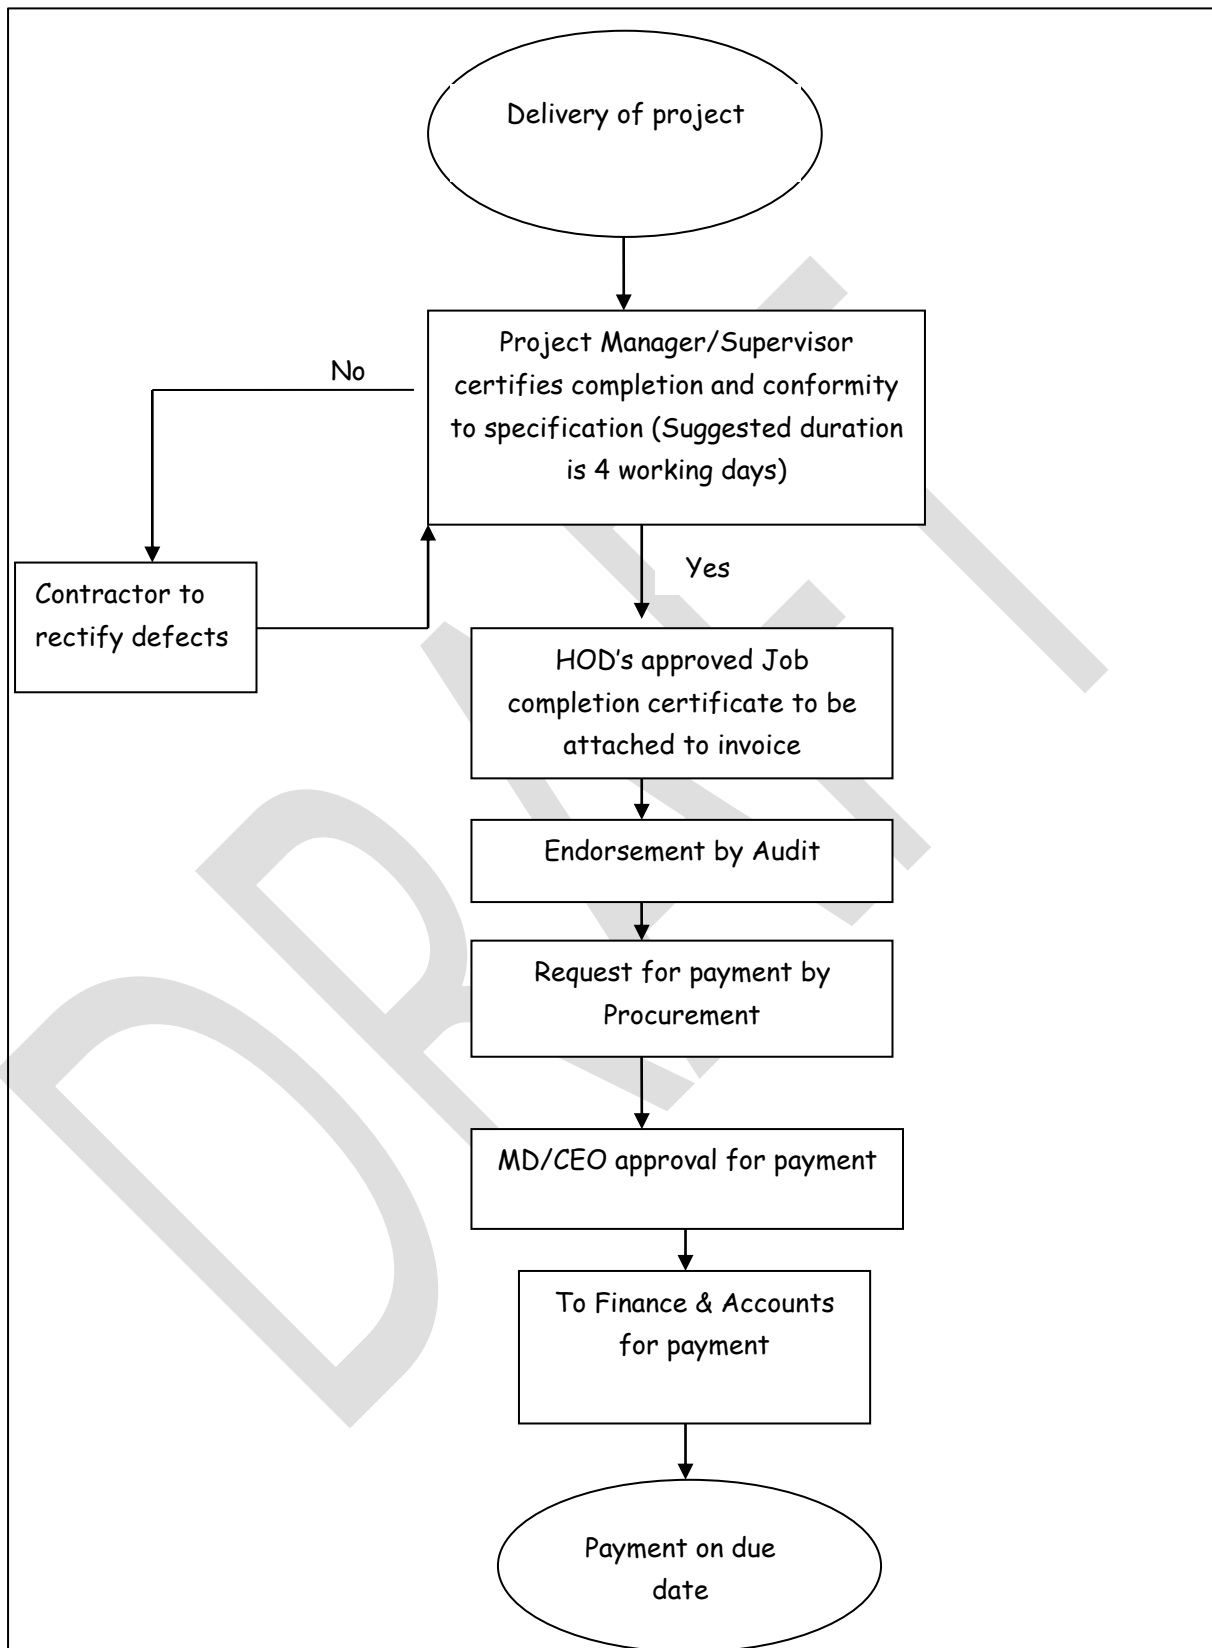 Delivery of project
Project Manager/Supervisor
certifies completion and conformity
to specification (Suggested duration
is 4 working days)
No
Yes
Contractor to
rectify defects
HOD's approved Job
completion certificate to be
attached to invoice
Endorsement by Audit
Request for payment by
Procurement
MD/CEO approval for payment
To Finance & Accounts
for payment
Payment on due
date
DRAFT